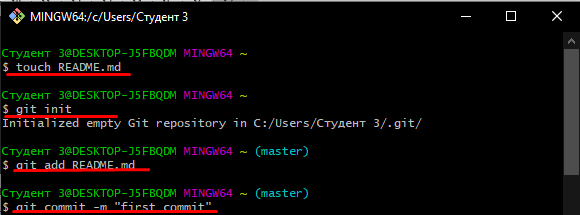 MINGW64:/c/Users/Студент 3
Студент 3@DESKTOP-J5FBQDM MINGW64 ~
$ touch README.md
Студент 3@DESKTOP-J5FBQDM MINGW64 ~
$ git init
Initialized empty Git repository in C:/Users/Студент 3/.git/
Студент 3@DESKTOP-J5FBQDM MINGW64 ~ (master)
$ git add README.md
Студент 3@DESKTOP-J5FBQDM MINGW64 ~ (master)
$ git commit -m "first commit"